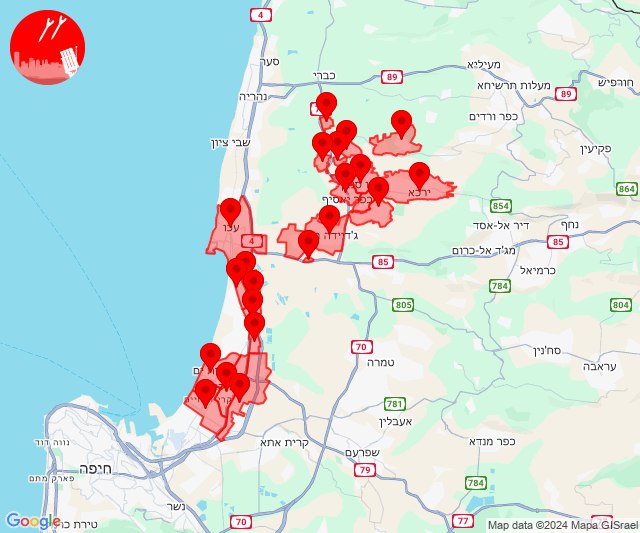 4
סער
כברי
89
מעיליא
מעלות תרשיחא
חורפיש
89
נהריה
כפר ורדים
שבי ציון
פקיעין
ירכא
864
854
כפר יאסיף
עכו
ג'דיידה
דיר אל-אסד
נחף
4
85
מג'ד אל-כרום
85
כרמיאל
784
805
804
70
סח'נין
טמרה
עראבה
781
אעבלין
קרית אתא
כפר מנדא
שפרעם
נווה דוד
חיפה
פארק מתם
79
784
נשר
טירת כר
70
77
Google
Map data ©2024 Mapa GISrael